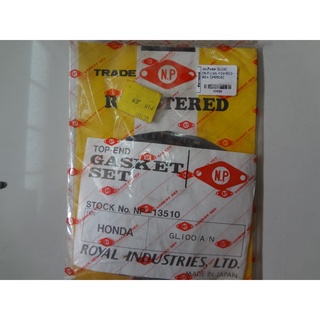 TRADE
N.P
REGISTERED
TOP-END
GASKET
SET
N.P
STOCK No. NP-13510
HONDA
GL100/A/N
ROYAL INDUSTRIES, LTD.
MADE IN JAPAN